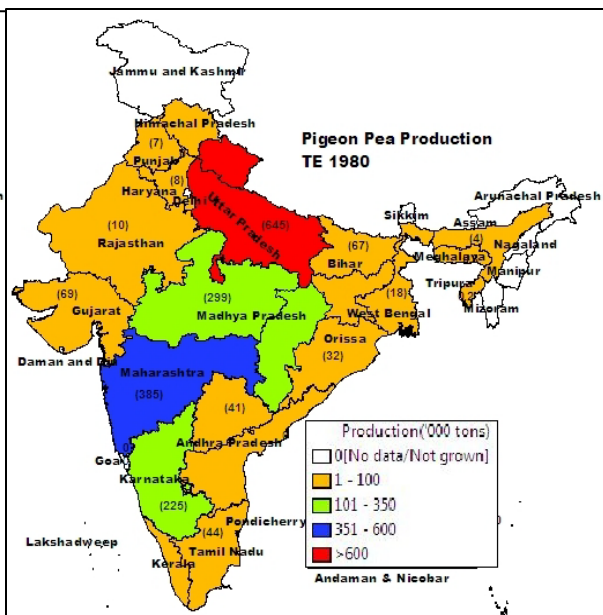 Jammu and Kashmir
Himachal Pradesh
Pigeon Pea Production
TE 1980
(7)
Punjab
Haryana
(8)
Delhi
Arunachal Pradesh
Uttar Pradesh
(645)
Sikkim
Assam
(4)
Nagaland
(10)
Rajasthan
(67)
Bihar
Meghalaya
Manipur
(69)
Gujarat
(299)
Madhya Pradesh
(18)
West Bengal
Tripura
Mizoram
Orissa
(32)
Daman and Diu
Maharashtra
(385)
(41)
Andhra Pradesh
Goa
Karnataka
(225)
Pondicherry
(44)
Tamil Nadu
Kerala
Lakshadweep
Production('000 tons)
0[No data/Not grown]
1 - 100
101 - 350
351 - 600
>600
Andaman & Nicobar